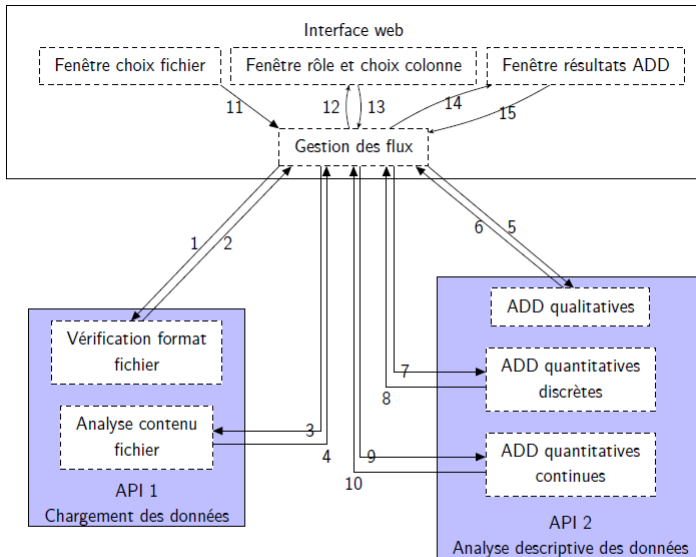 Interface web
Fenêtre choix fichier
Fenêtre rôle et choix colonne
Fenêtre résultats ADD
11
12
13
14
15
Gestion des flux
1
2
6
5
Vérification format
fichier
ADD qualitatives
ADD quantitatives
discrètes
7
8
Analyse contenu
fichier
3
4
ADD quantitatives
continues
9
10
API 1
Chargement des données
API 2
Analyse descriptive des données